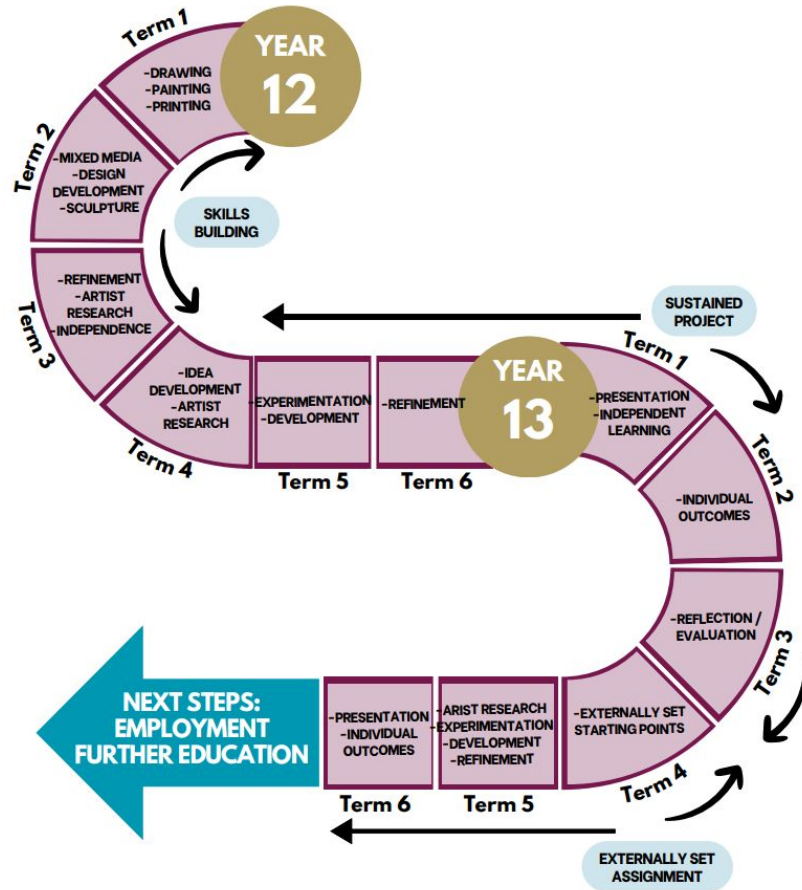 Term 1
YEAR
12
-DRAWING
-PAINTING
-PRINTING
Term 2
-MIXED MEDIA
-DESIGN
DEVELOPMENT
-SCULPTURE
SKILLS
BUILDING
Term 3
-REFINEMENT
-ARTIST
RESEARCH
-INDEPENDENCE
Term 4
-IDEA
DEVELOPMENT
-ARTIST
RESEARCH
-EXPERIMENTATION
-DEVELOPMENT
Term 5
-REFINEMENT
Term 6
SUSTAINED
PROJECT
YEAR
13
Term 1
-PRESENTATION
-INDEPENDENT
LEARNING
Term 2
-INDIVIDUAL
OUTCOMES
Term 3
-REFLECTION /
EVALUATION
Term 4
-EXTERNALLY SET
STARTING POINTS
-ARIST RESEARCH
-EXPERIMENTATION
-DEVELOPMENT
-REFINEMENT
Term 5
-PRESENTATION
-INDIVIDUAL
OUTCOMES
Term 6
EXTERNALLY SET
ASSIGNMENT
NEXT STEPS:
EMPLOYMENT
FURTHER EDUCATION